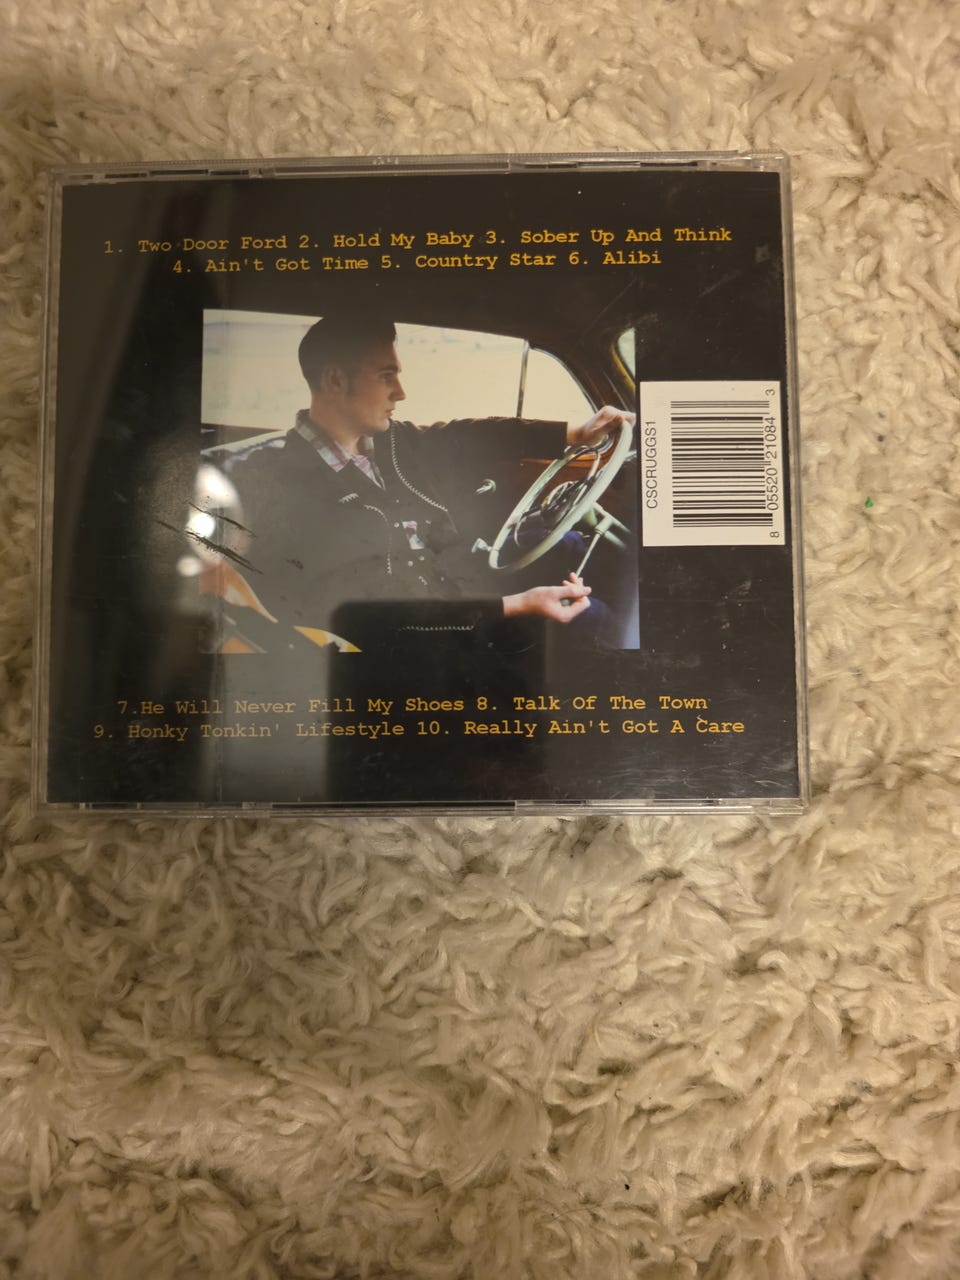 1. Two Door Ford 2. Hold My Baby 3. Sober Up And Think
4. Ain't Got Time 5. Country Star 6. Alibi
CSCRUGGS1
8 05520 21084 3
7.He Will Never Fill My Shoes 8. Talk Of The Town
9. Honky Tonkin' Lifestyle 10. Really Ain't Got A Care